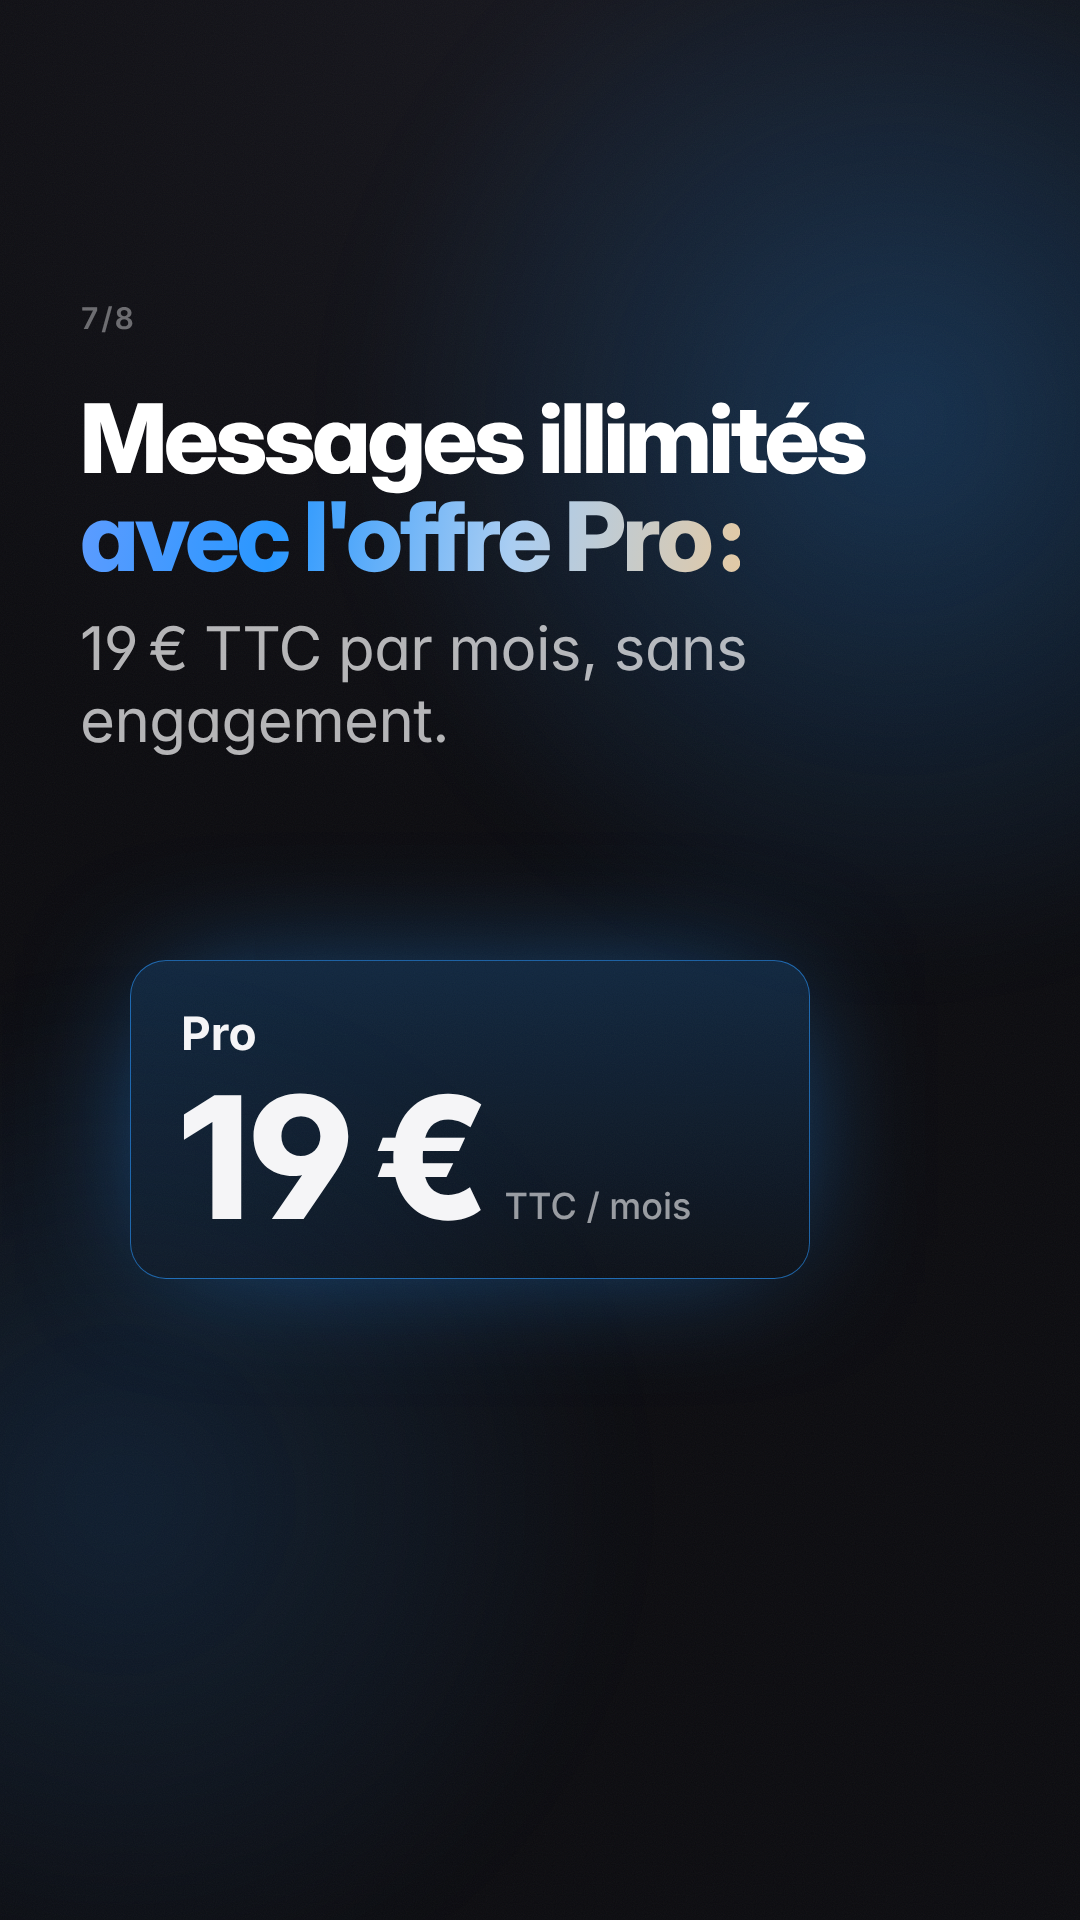 7/8
Messages illimités
avec l'offre Pro :
19 € TTC par mois, sans
engagement.
Pro
19 € TTC / mois